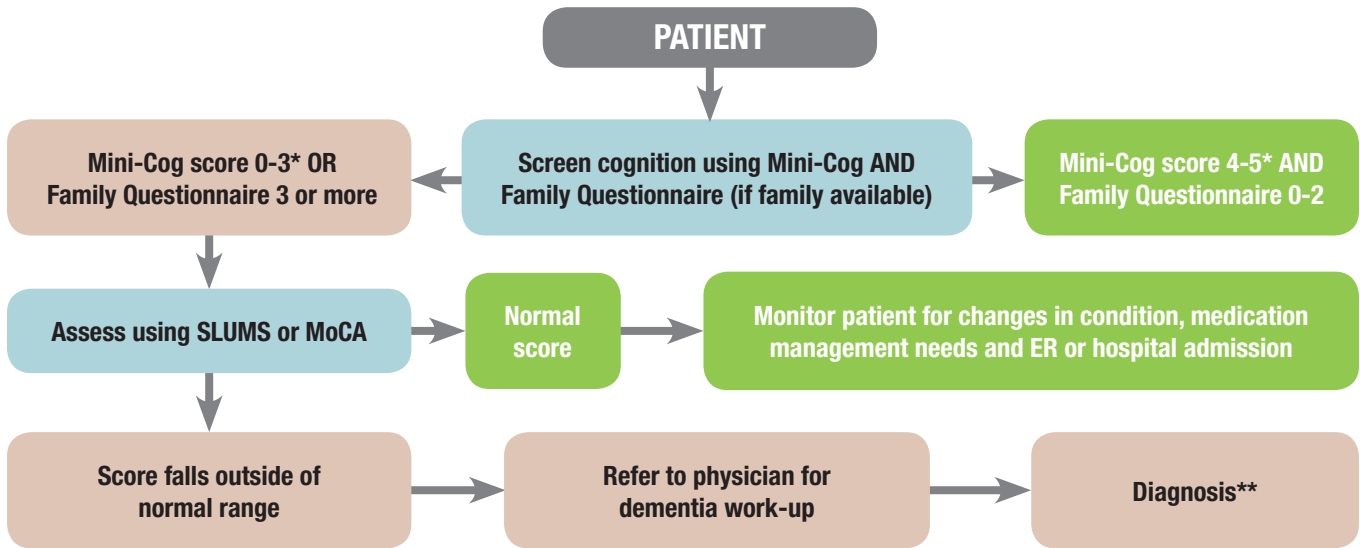 PATIENT
Mini-Cog score 0-3* OR
Family Questionnaire 3 or more
Screen cognition using Mini-Cog AND
Family Questionnaire (if family available)
Mini-Cog score 4-5* AND
Family Questionnaire 0-2
Assess using SLUMS or MoCA
Normal
score
Monitor patient for changes in condition, medication
management needs and ER or hospital admission
Score falls outside of
normal range
Refer to physician for
dementia work-up
Diagnosis**